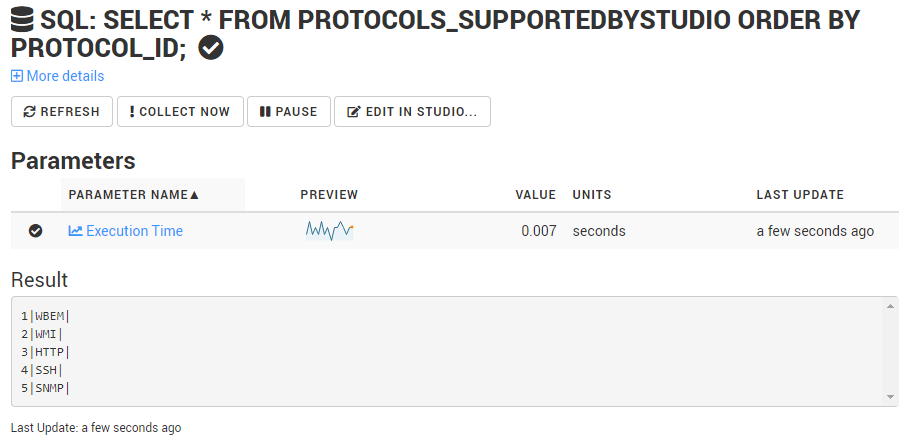 SQL: SELECT * FROM PROTOCOLS_SUPPORTEDBYSTUDIO ORDER BY
PROTOCOL_ID;
More details
REFRESH COLLECT NOW PAUSE EDIT IN STUDIO...
Parameters
PARAMETER NAME▲ PREVIEW VALUE UNITS LAST UPDATE
Execution Time 0.007 seconds a few seconds ago
Result
1|WBEM|
2|WMI|
3|HTTP|
4|SSH|
5|SNMP|
Last Update: a few seconds ago